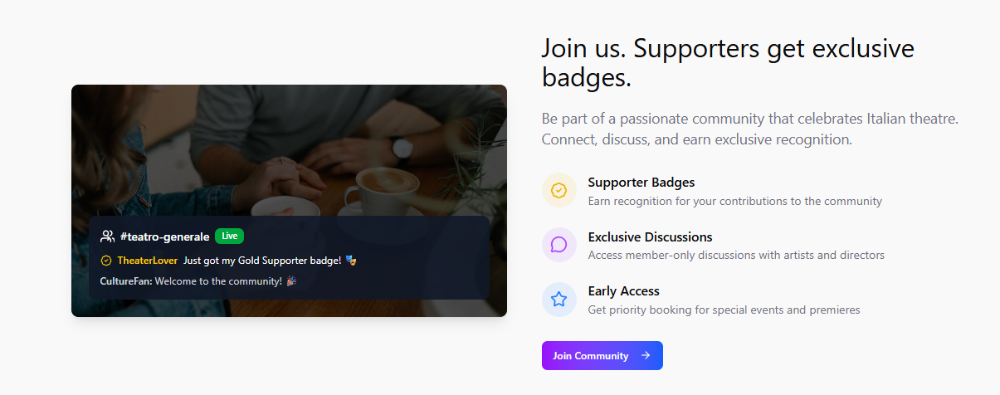 Join us. Supporters get exclusive
badges.
Be part of a passionate community that celebrates Italian theatre.
Connect, discuss, and earn exclusive recognition.
Supporter Badges
Earn recognition for your contributions to the community
Exclusive Discussions
Access member-only discussions with artists and directors
Early Access
Get priority booking for special events and premieres
Join Community
#teatro-generale Live
TheaterLover Just got my Gold Supporter badge! 🎭
CultureFan: Welcome to the community! 🎉